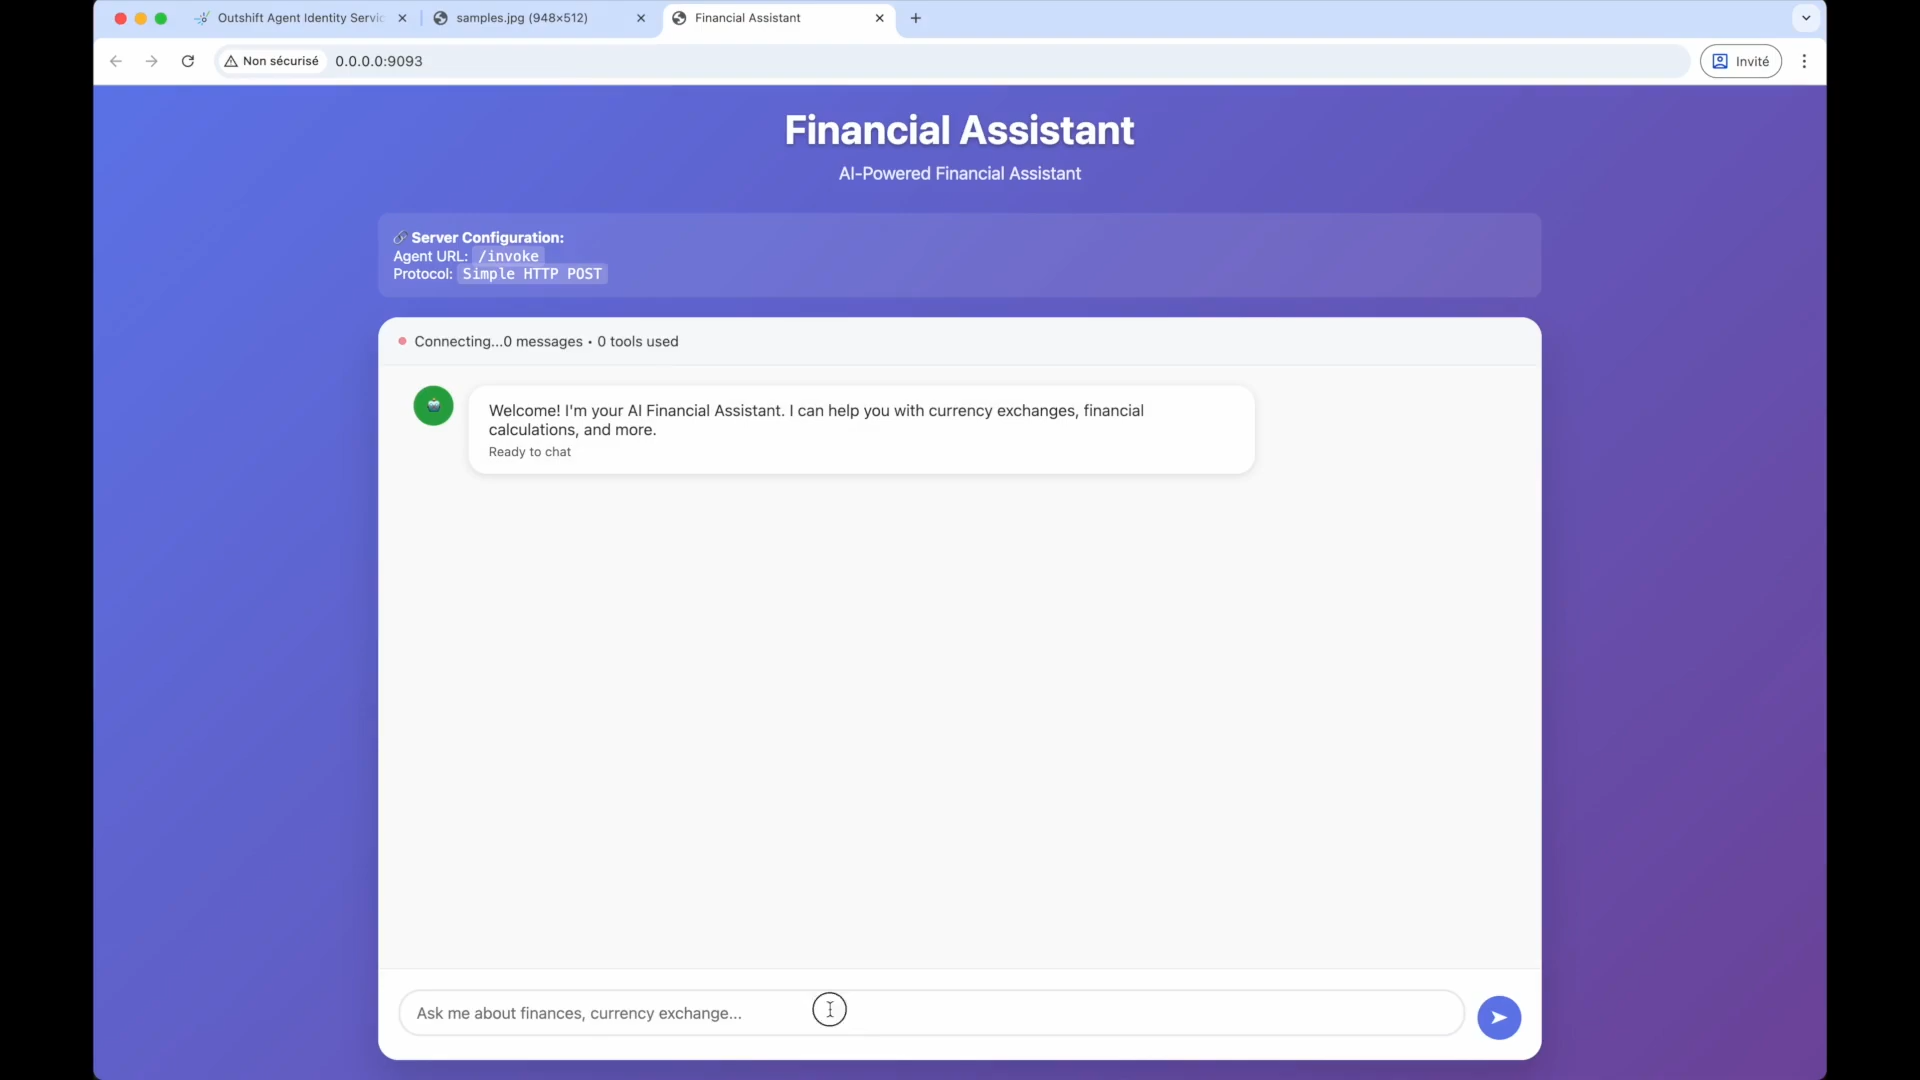 Outshift Agent Identity Servic
samples.jpg (948×512)
Financial Assistant
Non sécurisé
0.0.0.0:9093
Invité
Financial Assistant
AI-Powered Financial Assistant
Server Configuration:
Agent URL: /invoke
Protocol: Simple HTTP POST
Connecting...0 messages • 0 tools used
Welcome! I'm your AI Financial Assistant. I can help you with currency exchanges, financial
calculations, and more.
Ready to chat
Ask me about finances, currency exchange...